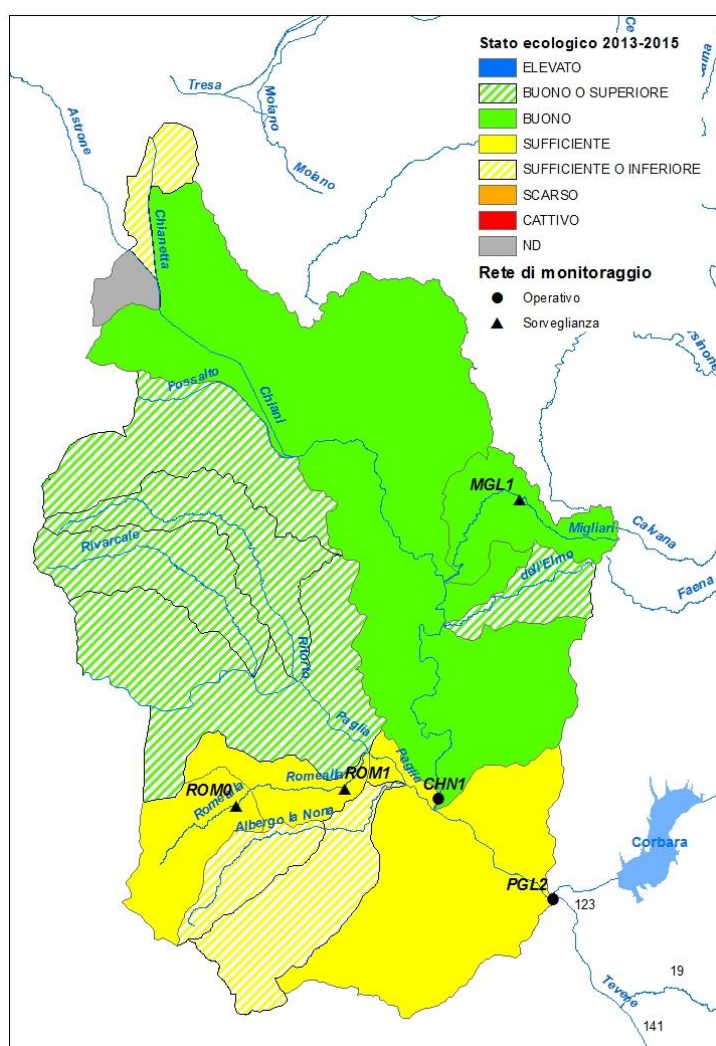 Stato ecologico 2013-2015
ELEVATO
BUONO O SUPERIORE
BUONO
SUFFICIENTE
SUFFICIENTE O INFERIORE
SCARSO
CATTIVO
ND
Rete di monitoraggio
Operativo
Sorveglianza
Tresa
Moiano
Moiano
Astrone
Chianetta
Fossalto
Chiani
MGL1
Migliari
Calvana
dell'Elmo
Faena
Rivarcale
Ritorto
Paglia
Paglia
Romealla
ROM1
ROM0
Romealla
CHN1
Albergo la Nona
Corbara
PGL2
123
19
Tevere
141